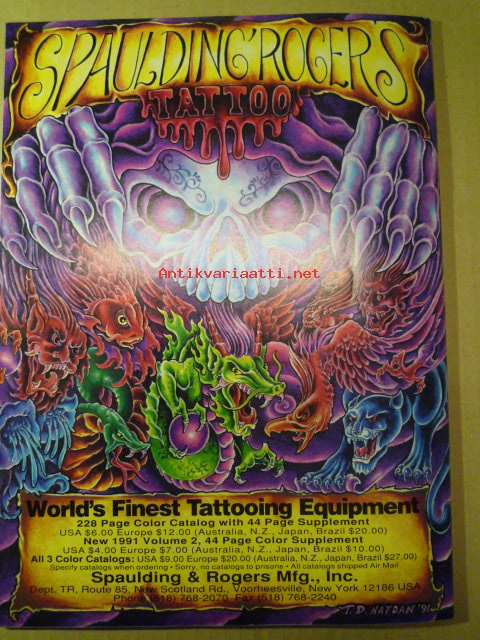 SPAULDING & ROGERS
TATTOO
Antikvariaatti.net
World's Finest Tattooing Equipment
228 Page Color Catalog with 44 Page Supplement
USA $6.00 Europe $12.00 (Australia, N.Z., Japan, Brazil $20.00)
New 1991 Volume 2, 44 Page Color Supplement
USA $4.00 Europe $7.00 (Australia, N.Z., Japan, Brazil $10.00)
All 3 Color Catalogs: USA $9.00 Europe $20.00 (Australia, N.Z., Japan, Brazil $27.00)
Specify catalogs when ordering • Sorry, no catalogs to prisons • All catalogs shipped Air Mail
Spaulding & Rogers Mfg., Inc.
Dept. TR, Route 85, New Scotland Rd., Voorheesville, New York 12186 USA
Phone (518) 768-2070 Fax (518) 768-2240
T.D. NAYDAN '91